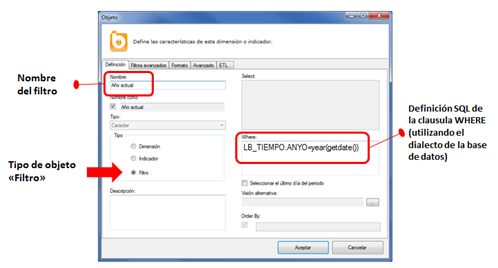 Objeto
Define las características de esta dimensión o indicador.
Definición Filtros avanzados Formato Avanzado ETL
Nombre:
Año actual
Nombre corto:
Año actual
Tipo:
Caracter
Tipo
Dimensión
Indicador
Filtro
Descripción:
Select:
Where:
LB_TIEMPO.ANYO=year(getdate())
Seleccionar el último día del periodo
Visión alternativa:
...
Order By:
Aceptar Cancelar
Nombre
del filtro
Tipo de objeto
«Filtro»
Definición SQL de
la clausula WHERE
(utilizando el
dialecto de la base
de datos)